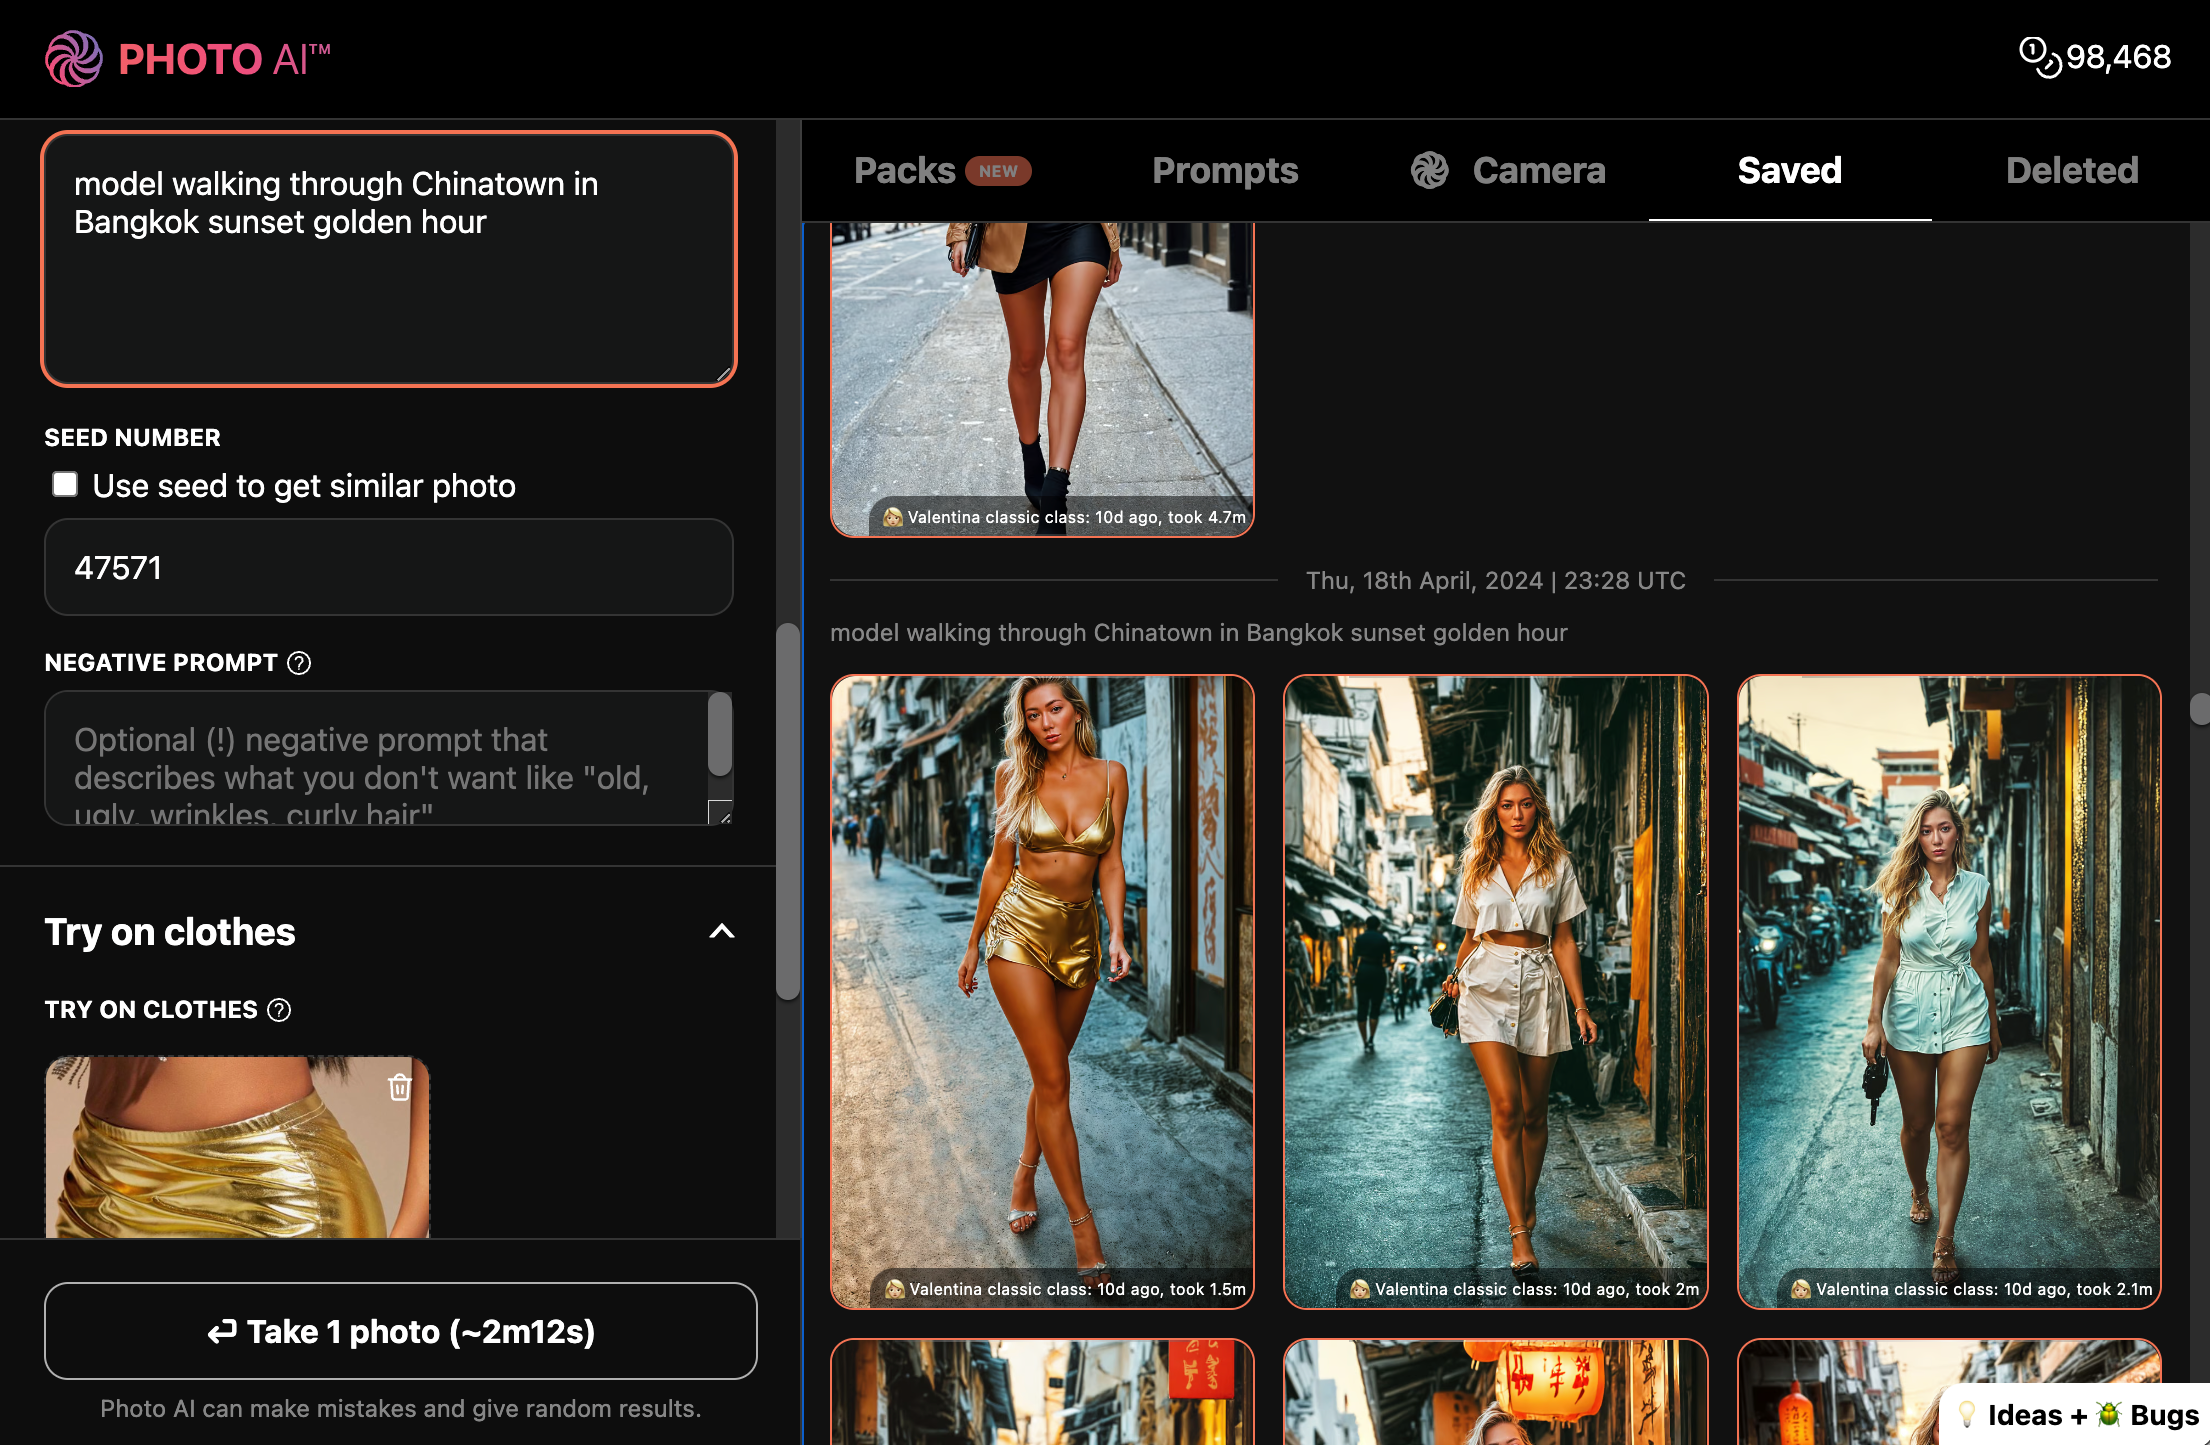 PHOTO AI™
98,468
model walking through Chinatown in
Bangkok sunset golden hour
SEED NUMBER
Use seed to get similar photo
47571
NEGATIVE PROMPT ?
Optional (!) negative prompt that
describes what you don't want like "old,
ugly, wrinkles, curly hair"
Try on clothes
TRY ON CLOTHES ?
Take 1 photo (~2m12s)
Photo AI can make mistakes and give random results.
Packs NEW
Prompts
Camera
Saved
Deleted
Valentina classic class: 10d ago, took 4.7m
Thu, 18th April, 2024 | 23:28 UTC
model walking through Chinatown in Bangkok sunset golden hour
Valentina classic class: 10d ago, took 1.5m
Valentina classic class: 10d ago, took 2m
Valentina classic class: 10d ago, took 2.1m
Ideas + Bugs